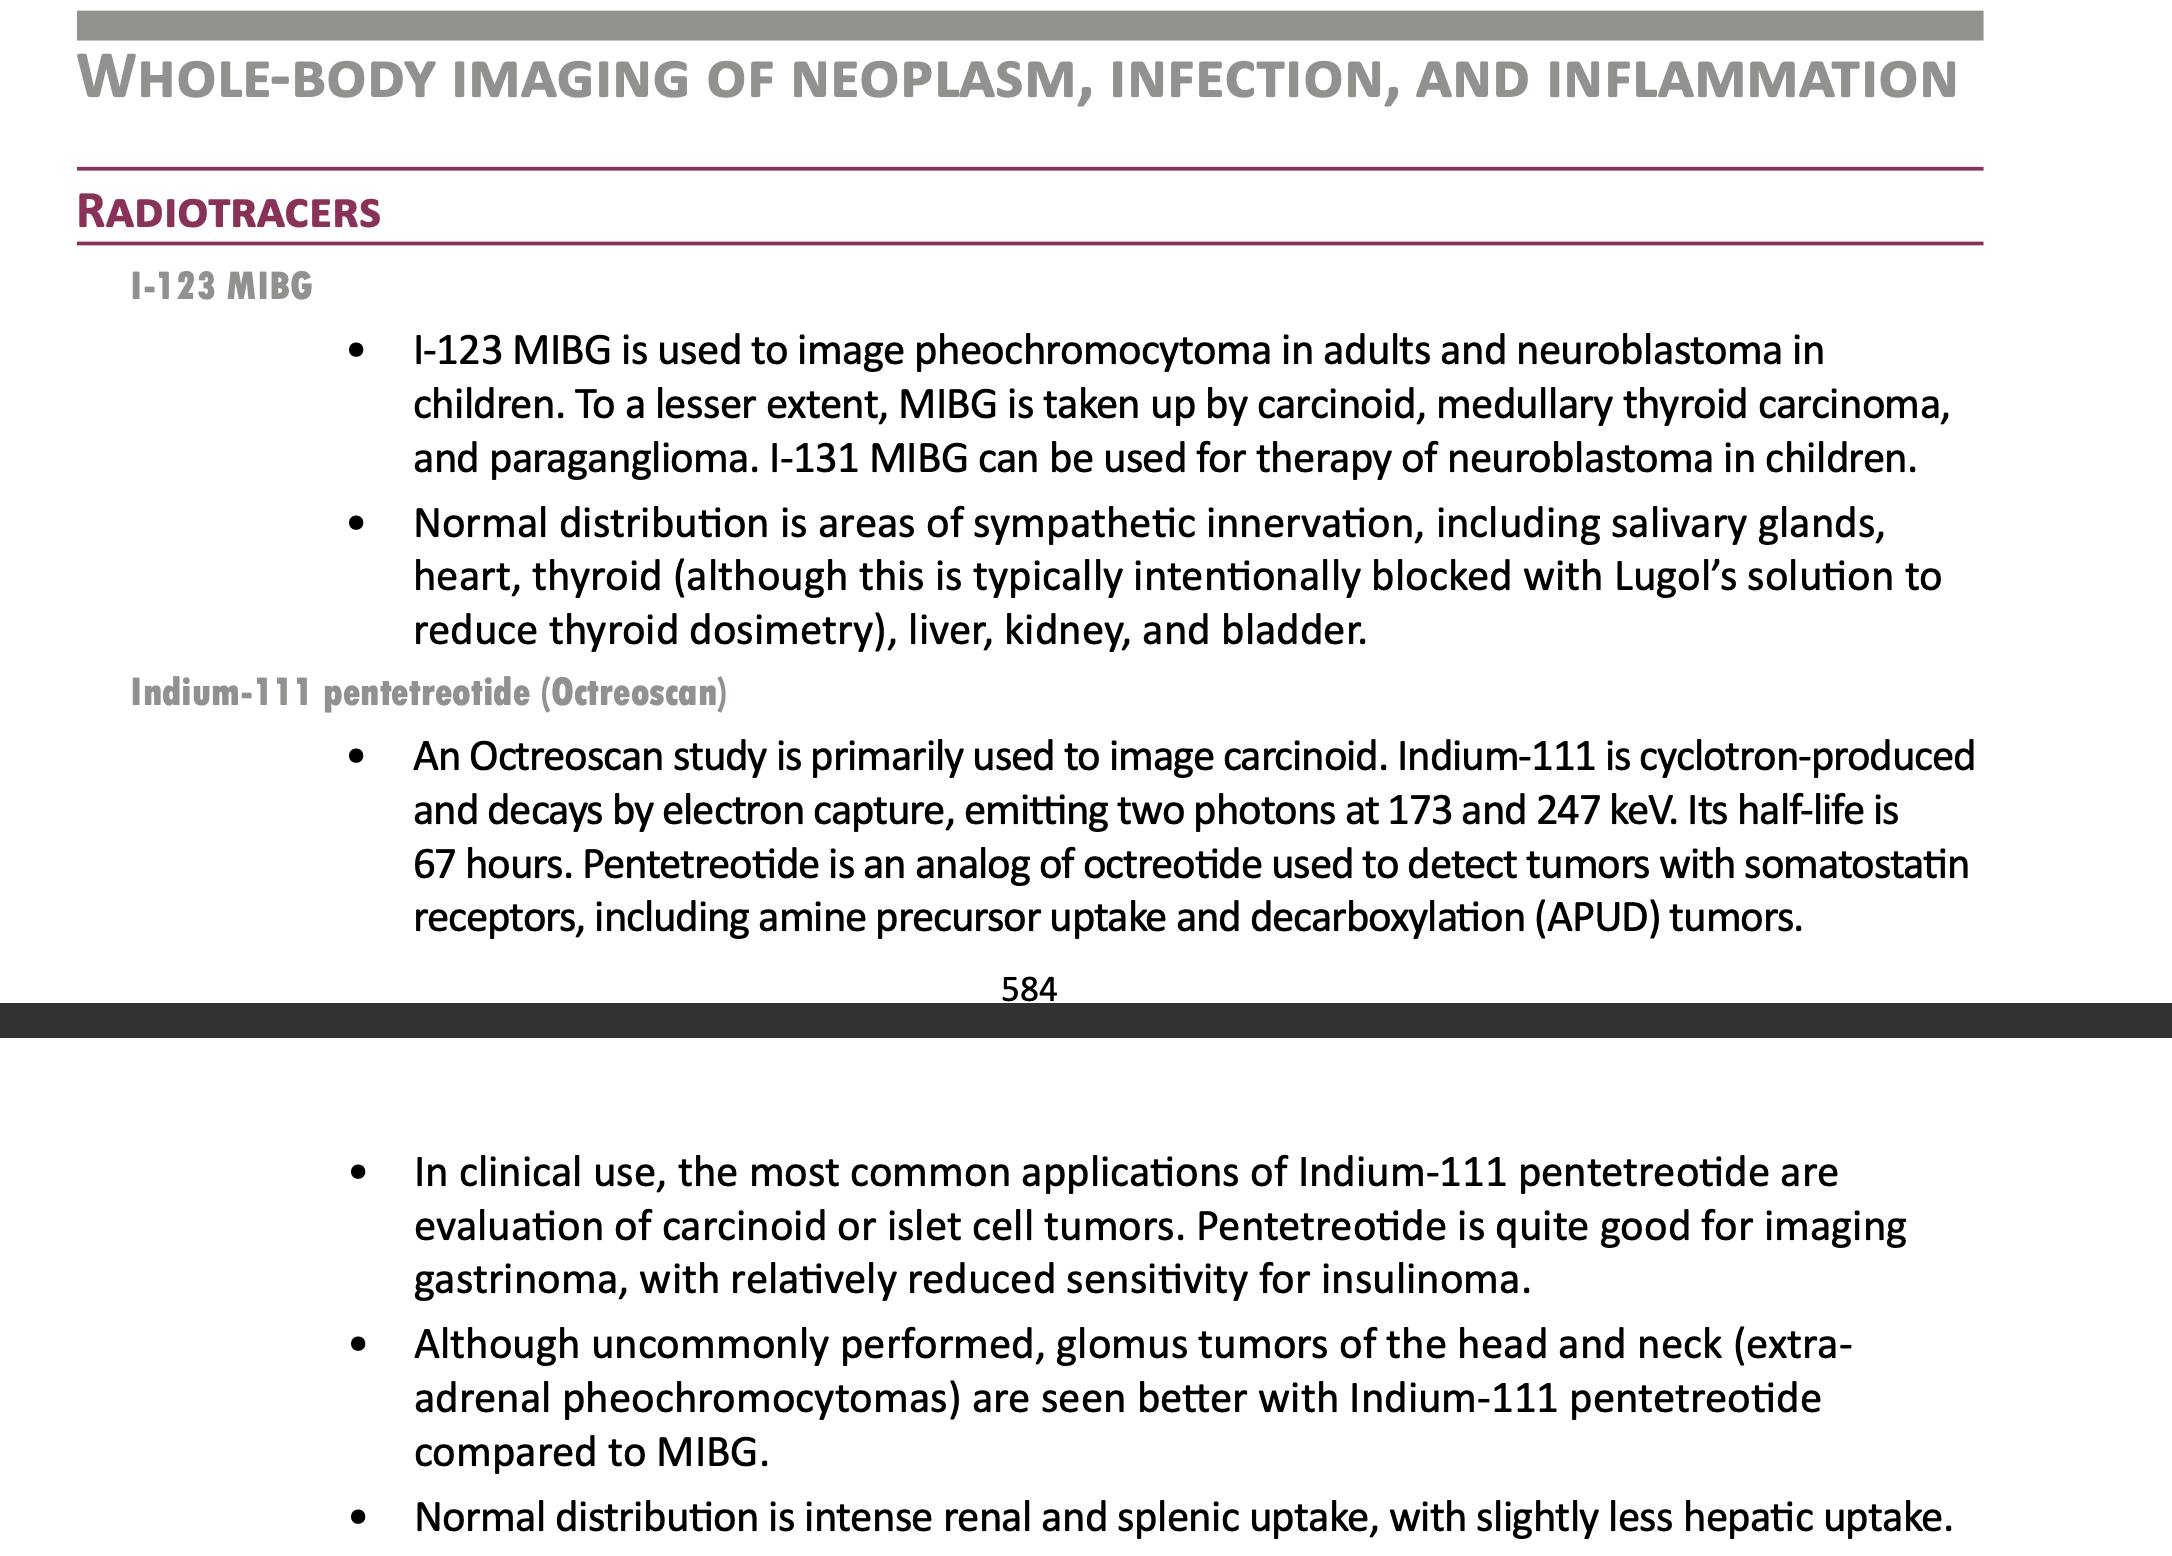 WHOLE-BODY IMAGING OF NEOPLASM, INFECTION, AND INFLAMMATION
RADIOTRACERS
I-123 MIBG
• I-123 MIBG is used to image pheochromocytoma in adults and neuroblastoma in
children. To a lesser extent, MIBG is taken up by carcinoid, medullary thyroid carcinoma,
and paraganglioma. I-131 MIBG can be used for therapy of neuroblastoma in children.
• Normal distribution is areas of sympathetic innervation, including salivary glands,
heart, thyroid (although this is typically intentionally blocked with Lugol’s solution to
reduce thyroid dosimetry), liver, kidney, and bladder.
Indium-111 pentetreotide (Octreoscan)
• An Octreoscan study is primarily used to image carcinoid. Indium-111 is cyclotron-produced
and decays by electron capture, emitting two photons at 173 and 247 keV. Its half-life is
67 hours. Pentetreotide is an analog of octreotide used to detect tumors with somatostatin
receptors, including amine precursor uptake and decarboxylation (APUD) tumors.
584
• In clinical use, the most common applications of Indium-111 pentetreotide are
evaluation of carcinoid or islet cell tumors. Pentetreotide is quite good for imaging
gastrinoma, with relatively reduced sensitivity for insulinoma.
• Although uncommonly performed, glomus tumors of the head and neck (extra-
adrenal pheochromocytomas) are seen better with Indium-111 pentetreotide
compared to MIBG.
• Normal distribution is intense renal and splenic uptake, with slightly less hepatic uptake.